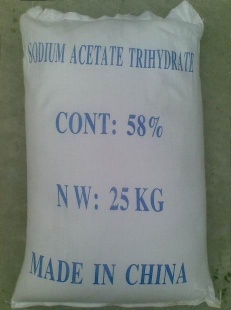 SODIUM ACETATE TRIHYDRATE
CONT: 58%
NW: 25KG
MADE IN CHINA